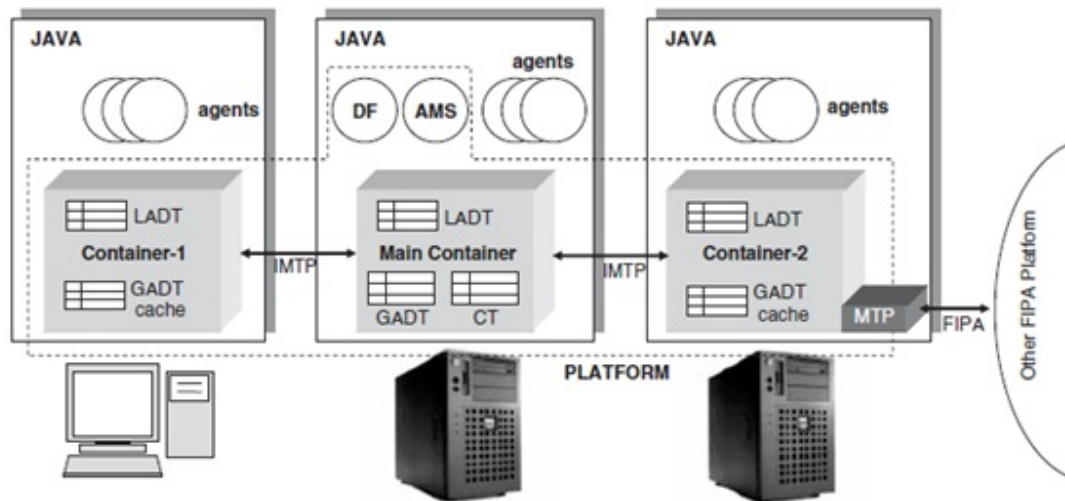 JAVA
agents
LADT
Container-1
GADT
cache
IMTP
JAVA
DF
AMS
agents
LADT
Main Container
GADT
CT
IMTP
JAVA
agents
LADT
Container-2
GADT
cache
MTP
FIPA
Other FIPA Platform
PLATFORM